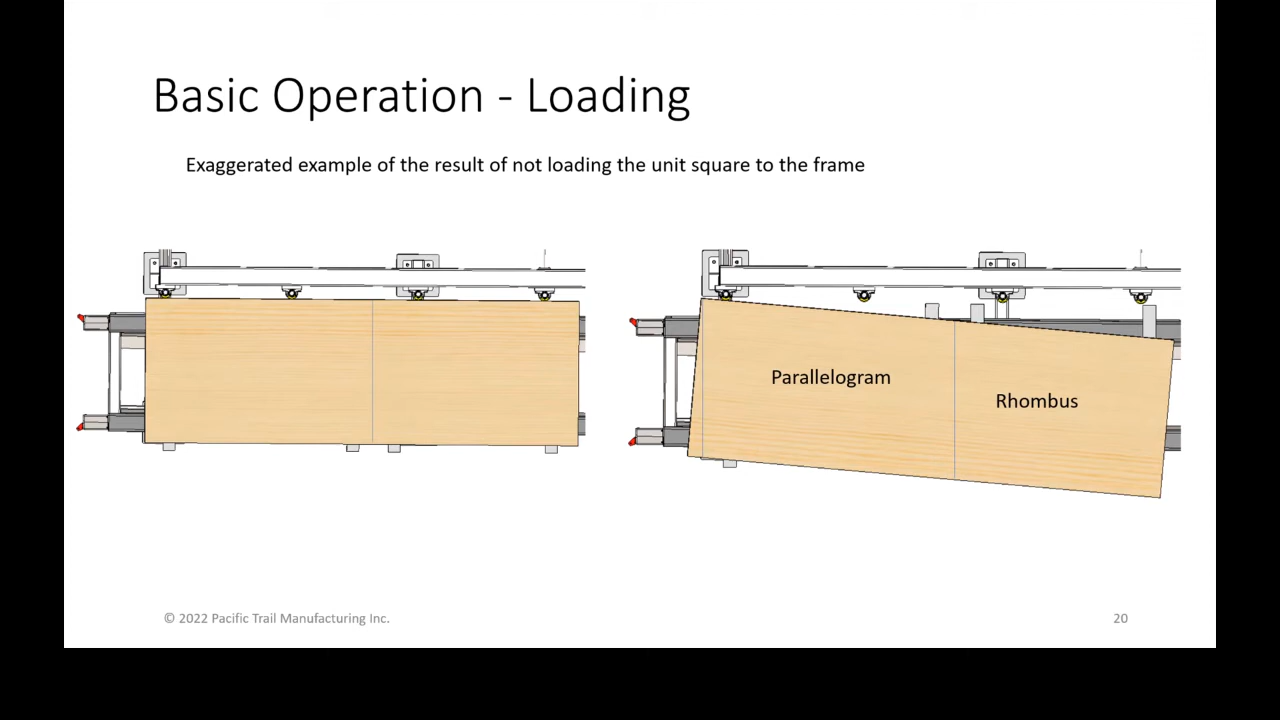 Basic Operation - Loading
Exaggerated example of the result of not loading the unit square to the frame
Parallelogram
Rhombus
© 2022 Pacific Trail Manufacturing Inc.
20